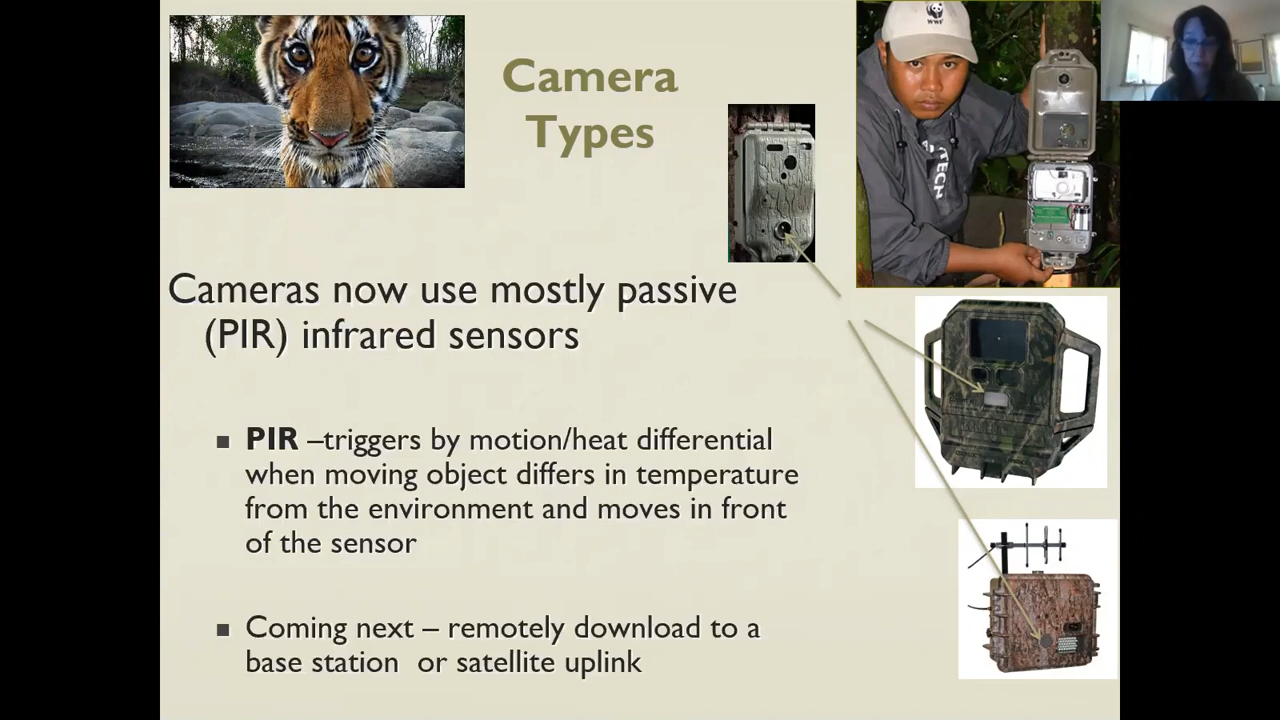 Camera
Types
WWF
TECH
Cameras now use mostly passive
(PIR) infrared sensors
▪ PIR –triggers by motion/heat differential
when moving object differs in temperature
from the environment and moves in front
of the sensor
▪ Coming next – remotely download to a
base station or satellite uplink